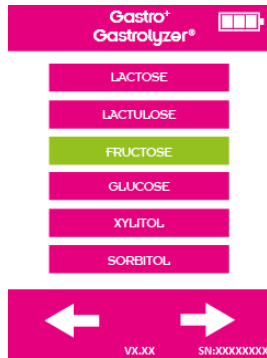 Gastro⁺
Gastrolyzer®
LACTOSE
LACTULOSE
FRUCTOSE
GLUCOSE
XYLITOL
SORBITOL
VX.XX SN:XXXXXXXX